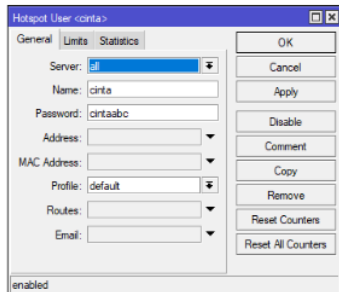 Hotspot User <cinta>
General Limits Statistics
Server: all
Name: cinta
Password: cintaabc
Address:
MAC Address:
Profile: default
Routes:
Email:
OK
Cancel
Apply
Disable
Comment
Copy
Remove
Reset Counters
Reset All Counters
enabled